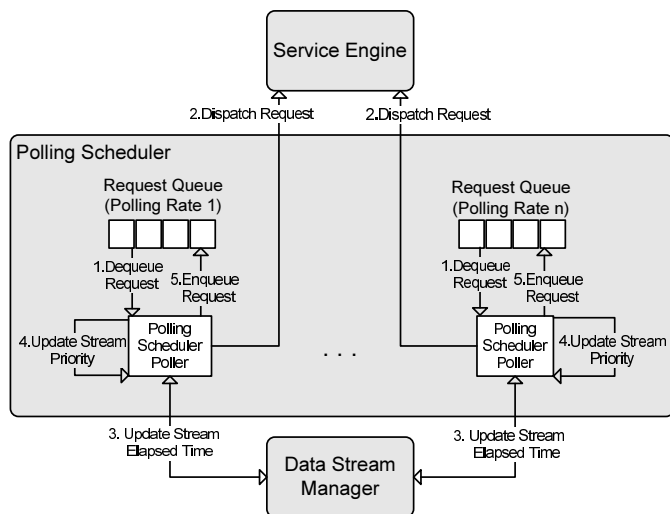 Service Engine
2.Dispatch Request
2.Dispatch Request
Polling Scheduler
Request Queue
(Polling Rate 1)
Request Queue
(Polling Rate n)
1.Dequeue
Request
5.Enqueue
Request
1.Dequeue
Request
5.Enqueue
Request
4.Update Stream
Priority
Polling
Scheduler
Poller
. . .
Polling
Scheduler
Poller
4.Update Stream
Priority
3. Update Stream
Elapsed Time
3. Update Stream
Elapsed Time
Data Stream
Manager